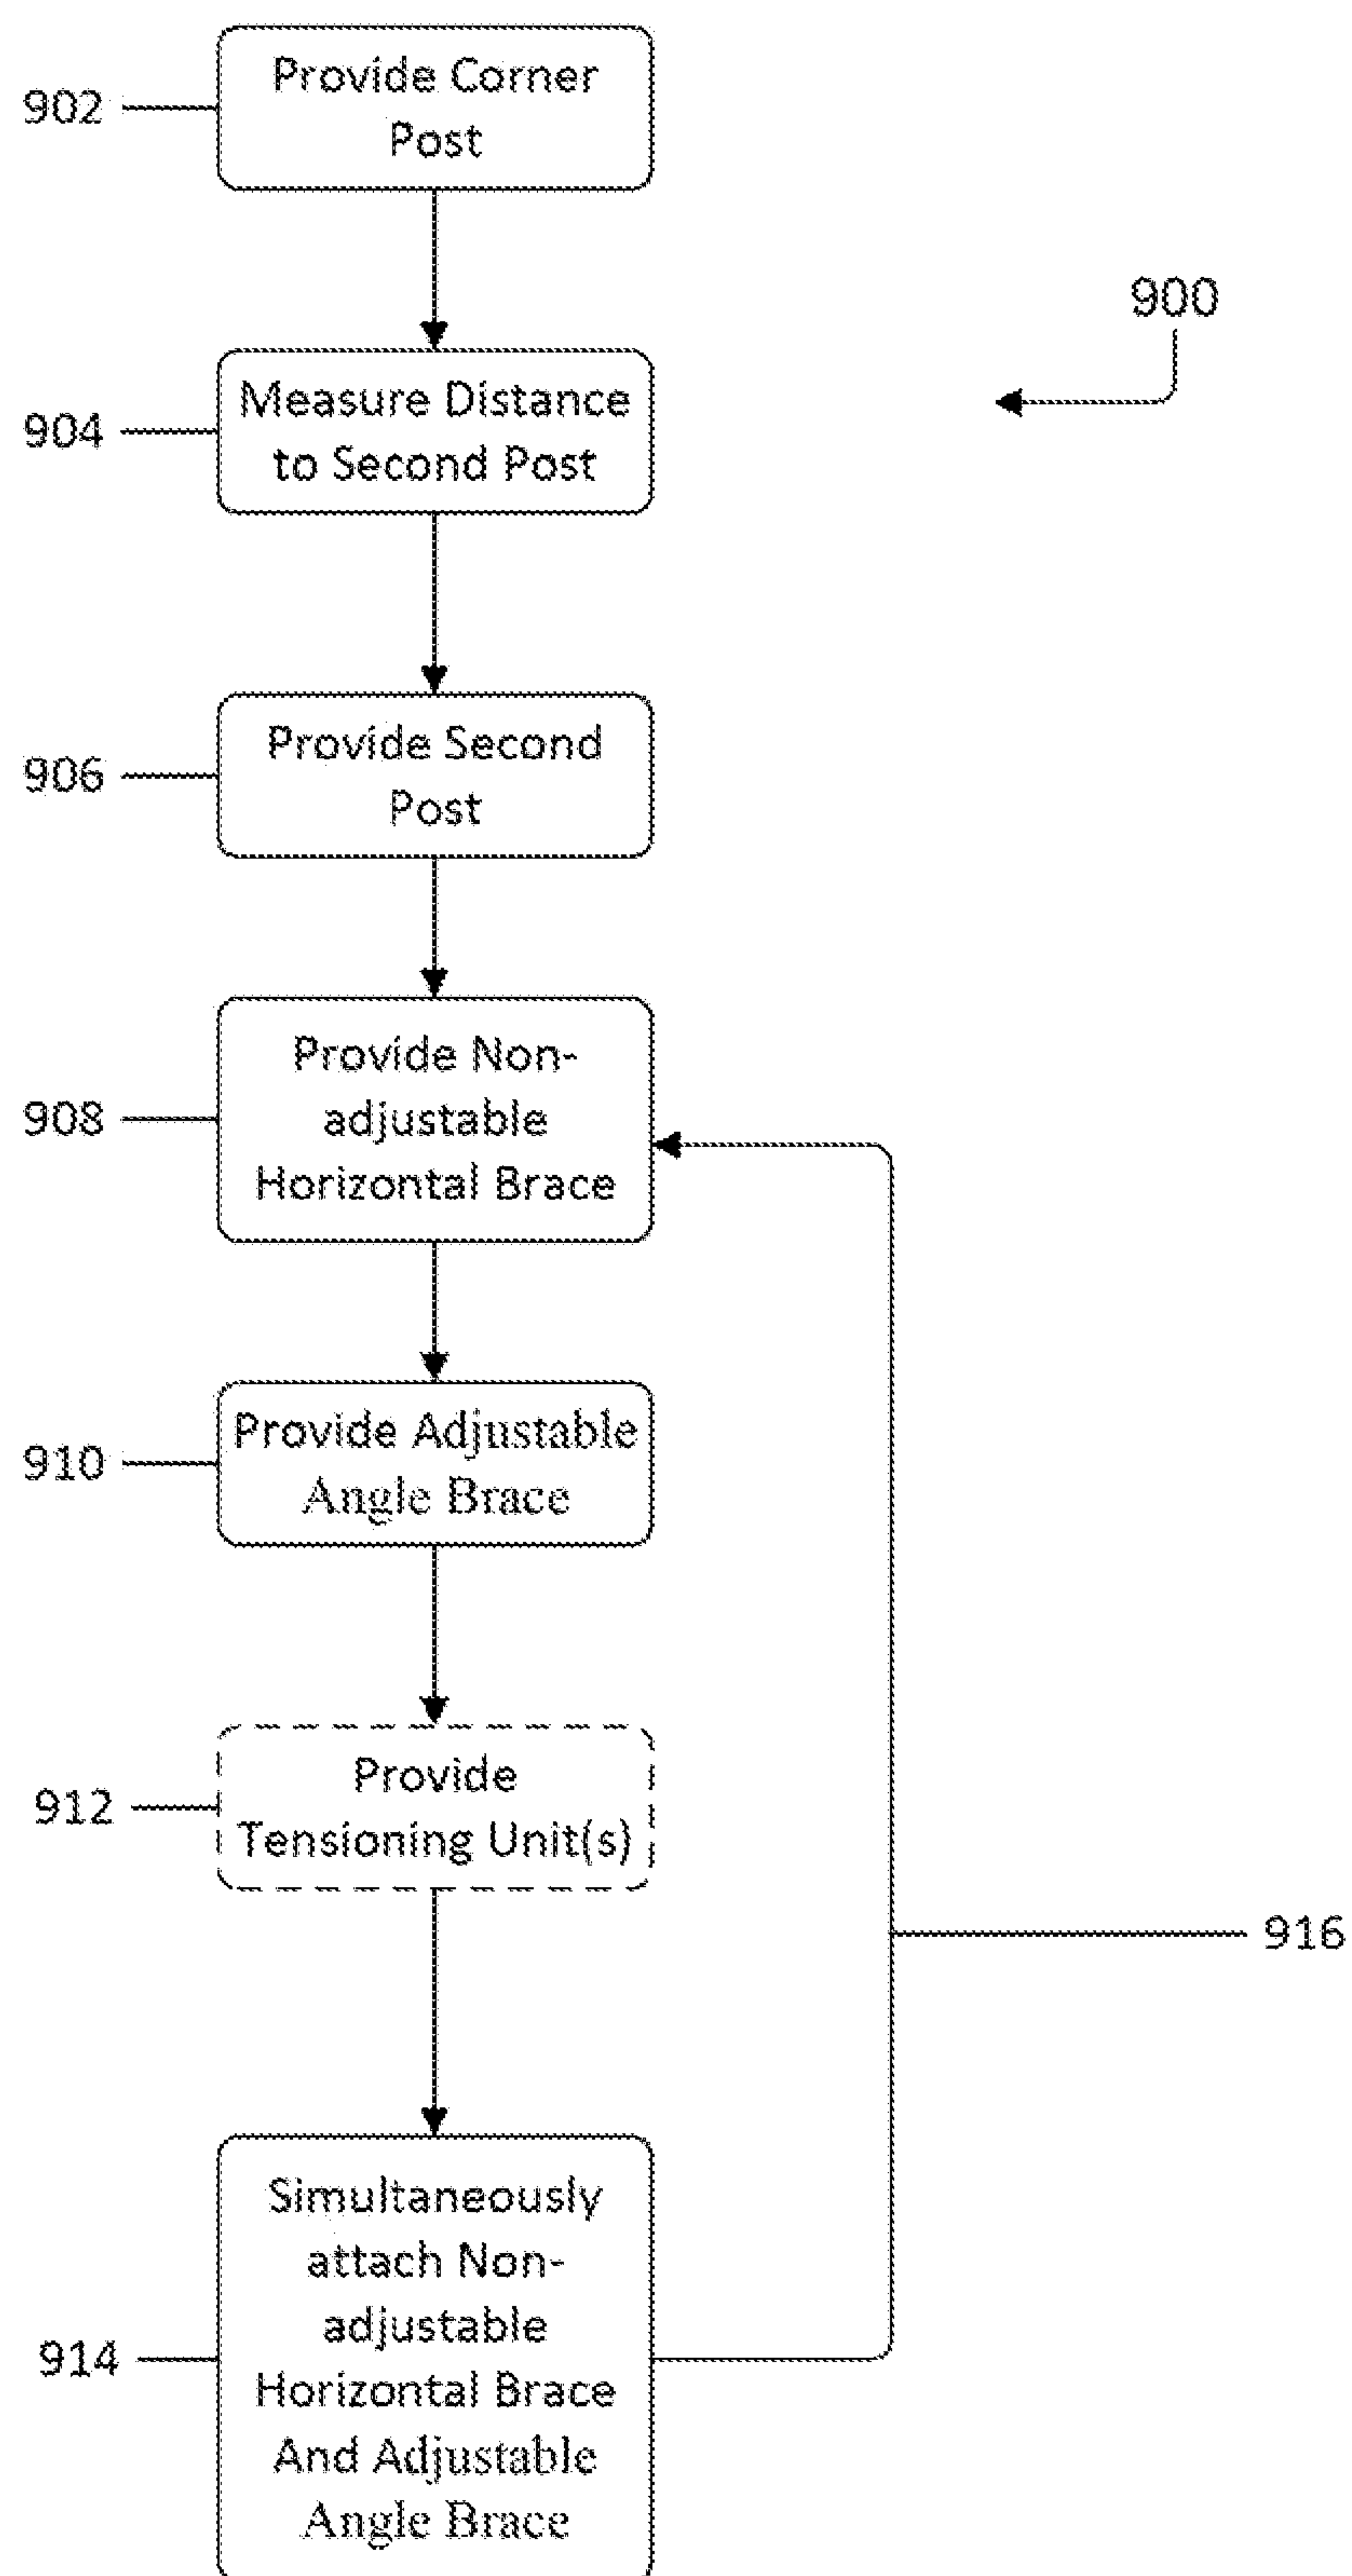 902
Provide Corner
Post
900
904
Measure Distance
to Second Post
906
Provide Second
Post
908
Provide Non-
adjustable
Horizontal Brace
910
Provide Adjustable
Angle Brace
912
Provide
Tensioning Unit(s)
916
914
Simultaneously
attach Non-
adjustable
Horizontal Brace
And Adjustable
Angle Brace